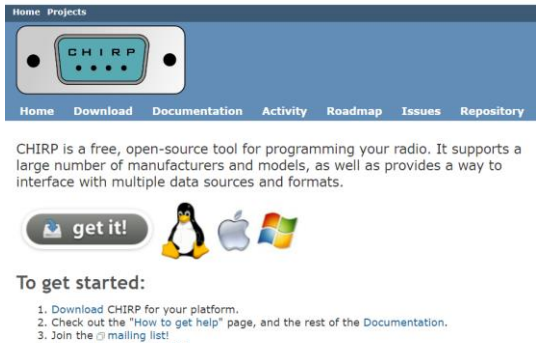 Home Projects
CHIRP
Home Download Documentation Activity Roadmap Issues Repository
CHIRP is a free, open-source tool for programming your radio. It supports a
large number of manufacturers and models, as well as provides a way to
interface with multiple data sources and formats.
get it!
To get started:
1. Download CHIRP for your platform.
2. Check out the "How to get help" page, and the rest of the Documentation.
3. Join the mailing list!